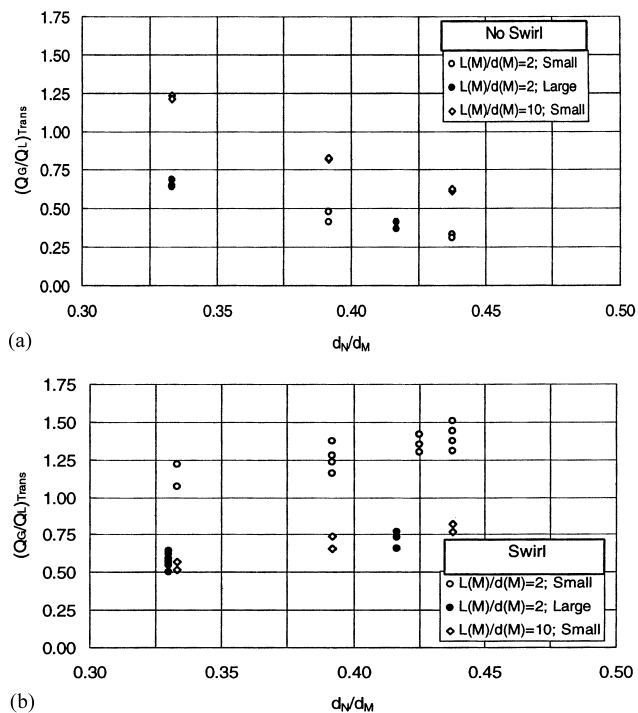 1.75
1.50
1.25
1.00
0.75
0.50
0.25
0.00
(QG/QL)Trans
No Swirl
L(M)/d(M)=2; Small
L(M)/d(M)=2; Large
L(M)/d(M)=10; Small
0.30 0.35 0.40 0.45 0.50
dN/dM
(a)
1.75
1.50
1.25
1.00
0.75
0.50
0.25
0.00
(QG/QL)Trans
Swirl
L(M)/d(M)=2; Small
L(M)/d(M)=2; Large
L(M)/d(M)=10; Small
0.30 0.35 0.40 0.45 0.50
dN/dM
(b)